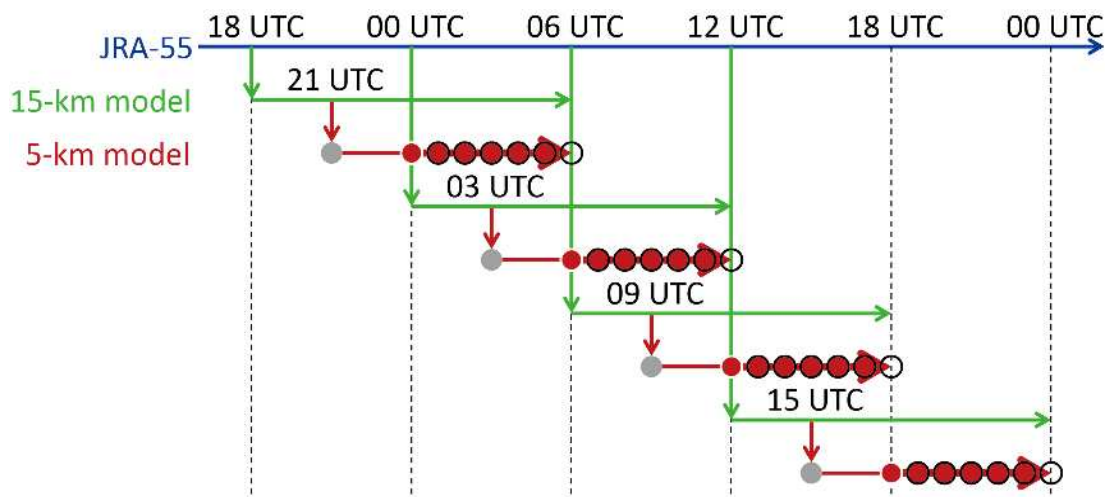 18 UTC 00 UTC 06 UTC 12 UTC 18 UTC 00 UTC
JRA-55
21 UTC
15-km model
5-km model
03 UTC
09 UTC
15 UTC